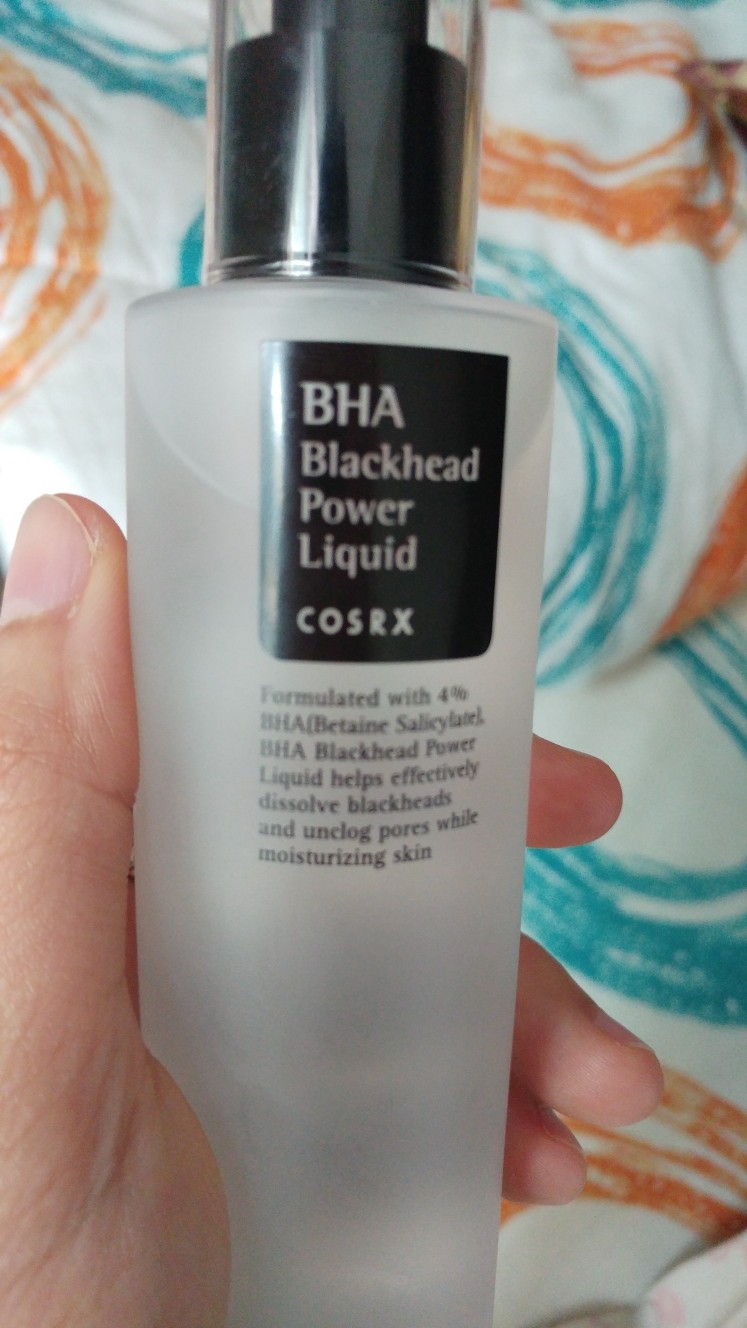 BHA
Blackhead
Power
Liquid
COSRX
Formulated with 4%
BHA(Betaine Salicylate),
BHA Blackhead Power
Liquid helps effectively
dissolve blackheads
and unclog pores while
moisturizing skin